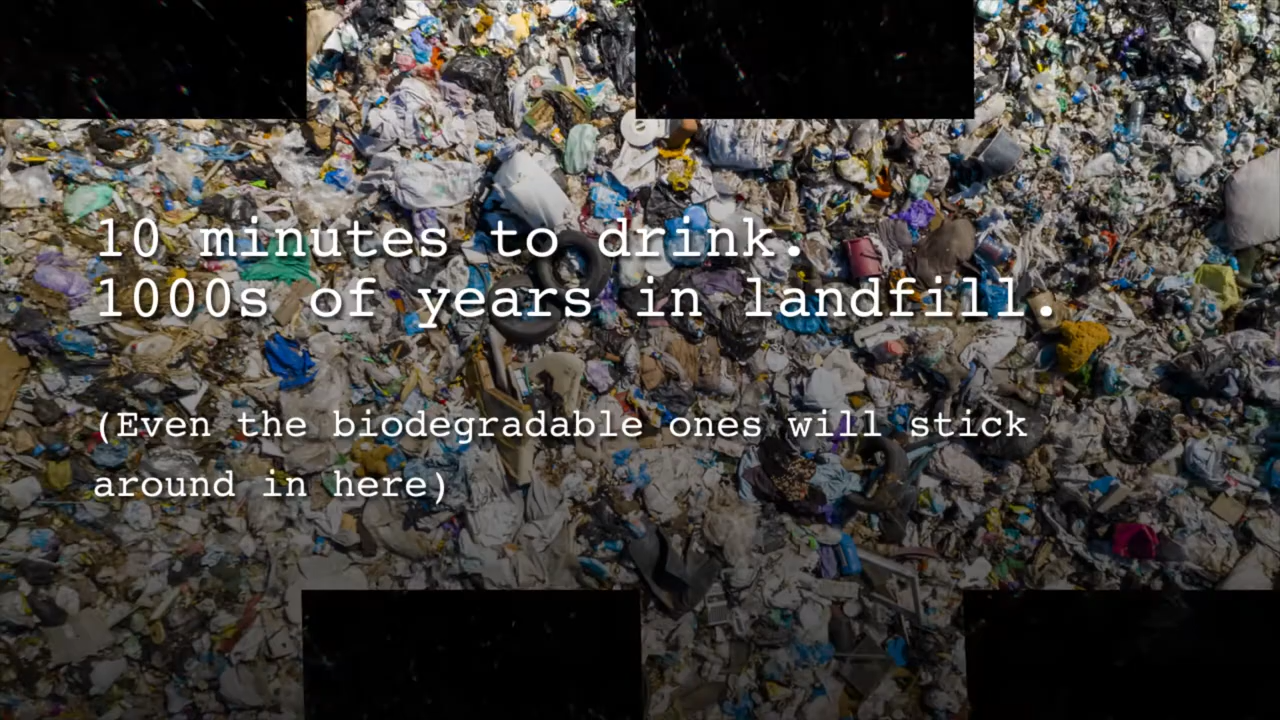 10 minutes to drink.
1000s of years in landfill.
(Even the biodegradable ones will stick
around in here)